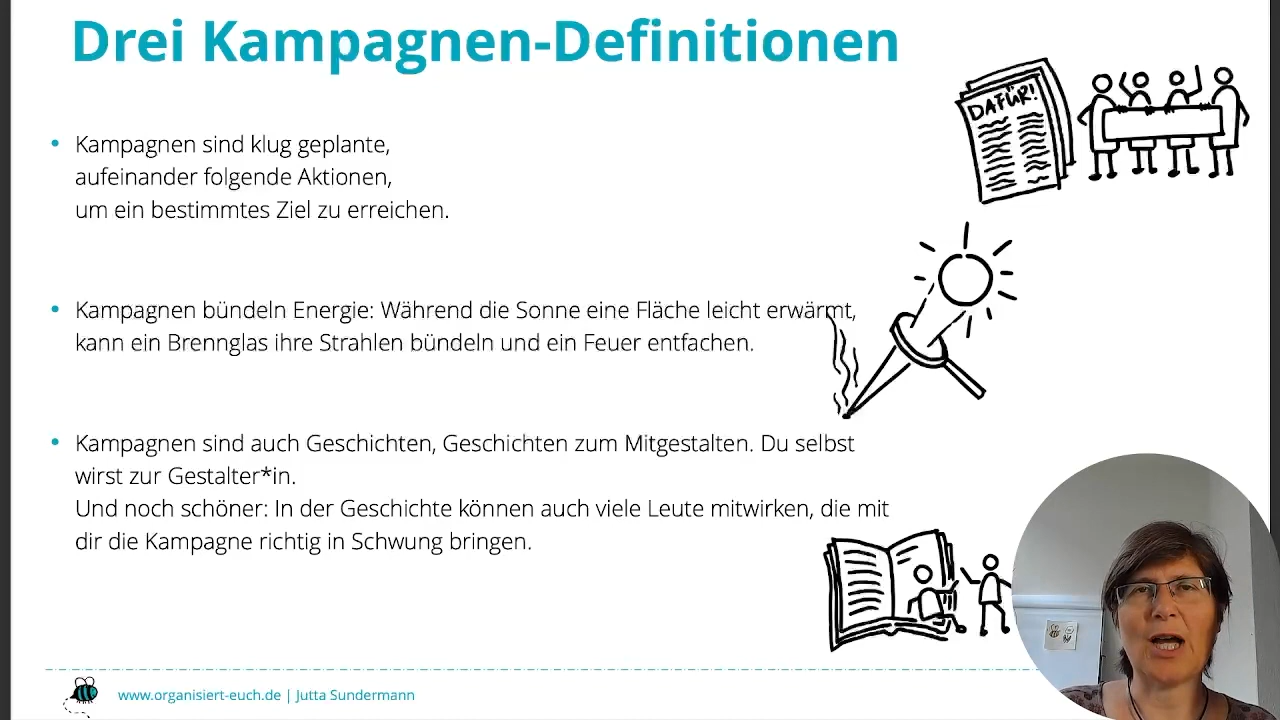 Drei Kampagnen-Definitionen
DAFÜR!
• Kampagnen sind klug geplante,
aufeinander folgende Aktionen,
um ein bestimmtes Ziel zu erreichen.
• Kampagnen bündeln Energie: Während die Sonne eine Fläche leicht erwärmt,
kann ein Brennglas ihre Strahlen bündeln und ein Feuer entfachen.
• Kampagnen sind auch Geschichten, Geschichten zum Mitgestalten. Du selbst
wirst zur Gestalter*in.
Und noch schöner: In der Geschichte können auch viele Leute mitwirken, die mit
dir die Kampagne richtig in Schwung bringen.
www.organisiert-euch.de | Jutta Sundermann